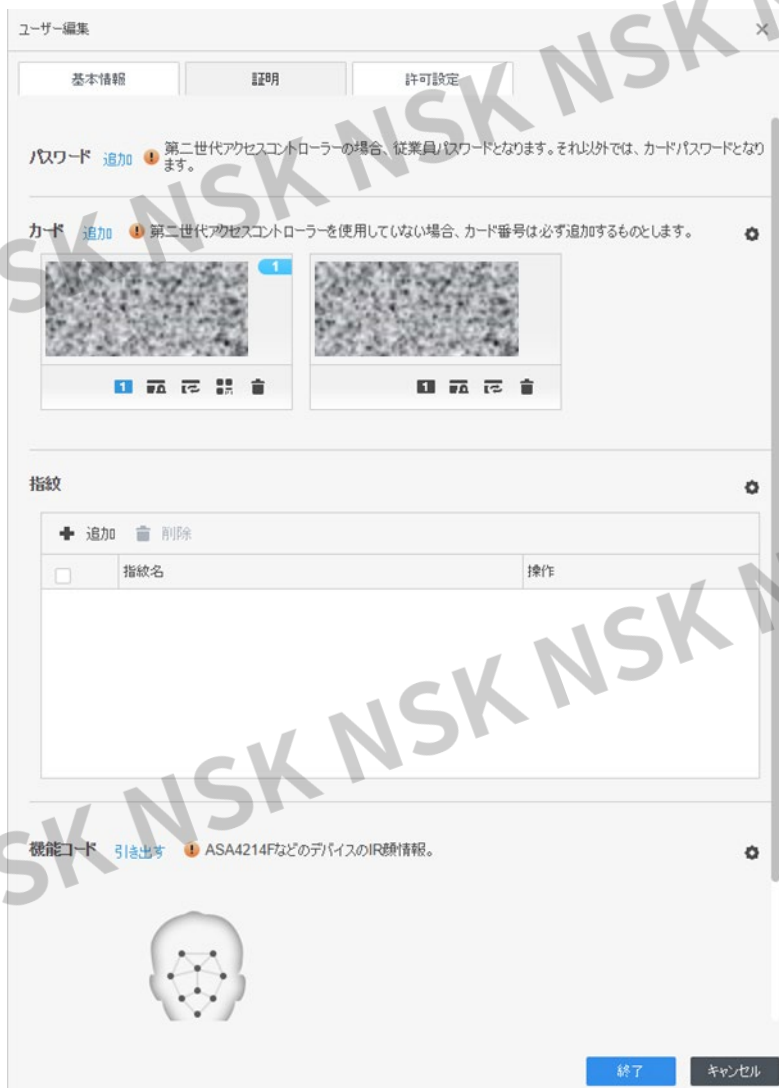 ユーザー編集
基本情報 証明 許可設定
パスワード 追加 第二世代アクセスコントローラーの場合、従業員パスワードとなります。それ以外では、カードパスワードとなり
ます。
カード 追加 第二世代アクセスコントローラーを使用していない場合、カード番号は必ず追加するものとします。
1
1 1
指紋
追加 削除
指紋名 操作
機能コード 引き出す ASA4214FなどのデバイスのIR顔情報。
終了 キャンセル
NSK NSK
NSK NSK
NSK NSK
NSK NSK